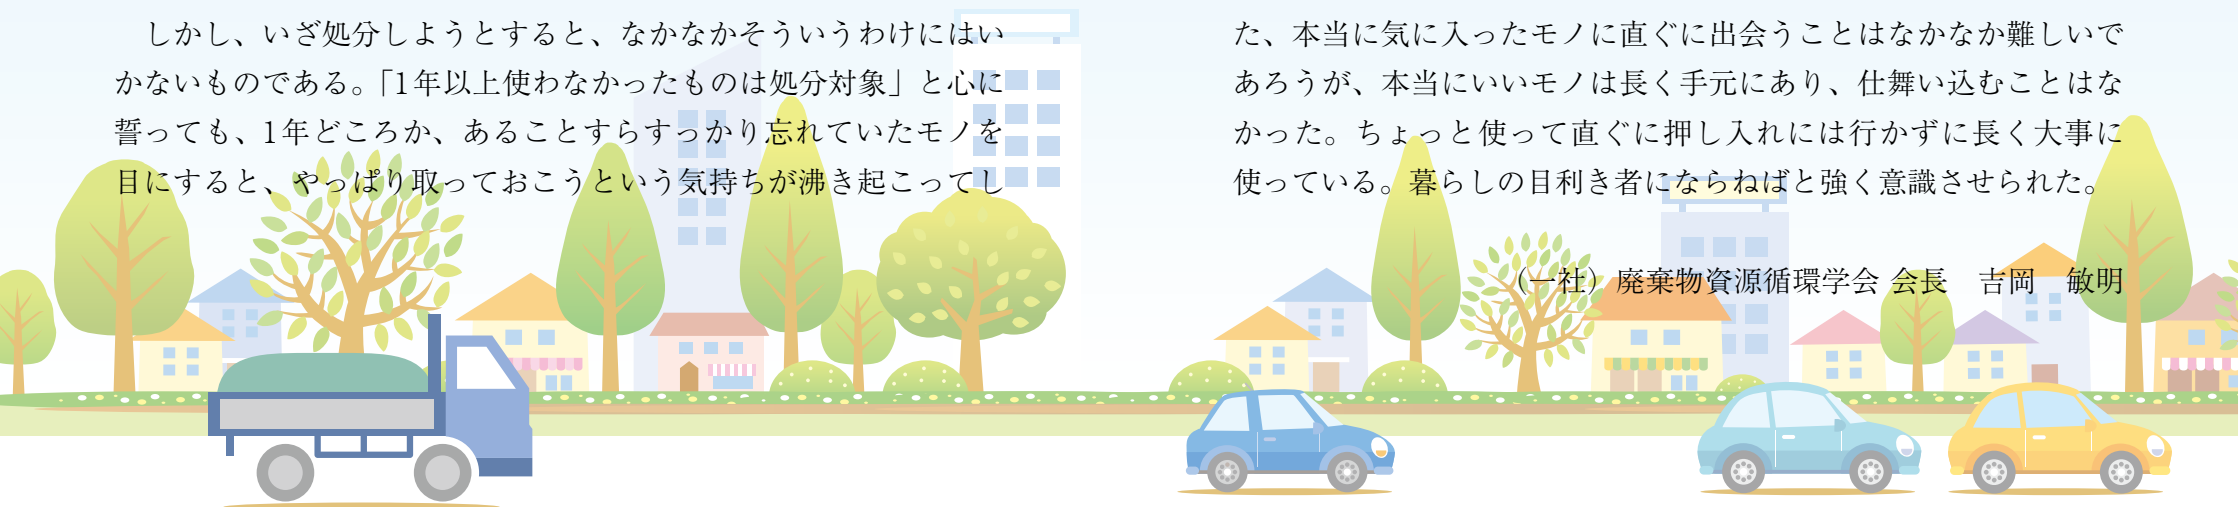 しかし、いざ処分しようとすると、なかなかそういうわけにはい
かないものである。「1年以上使わなかったものは処分対象」と心に
誓っても、1年どころか、あることすらすっかり忘れていたモノを
目にすると、やっぱり取っておこうという気持ちが沸き起こってし
た、本当に気に入ったモノに直ぐに出会うことはなかなか難しいで
あろうが、本当にいいモノは長く手元にあり、仕舞い込むことはな
かった。ちょっと使って直ぐに押し入れには行かずに長く大事に
使っている。暮らしの目利き者にならねばと強く意識させられた。
（一社）廃棄物資源循環学会 会長　吉岡　敏明